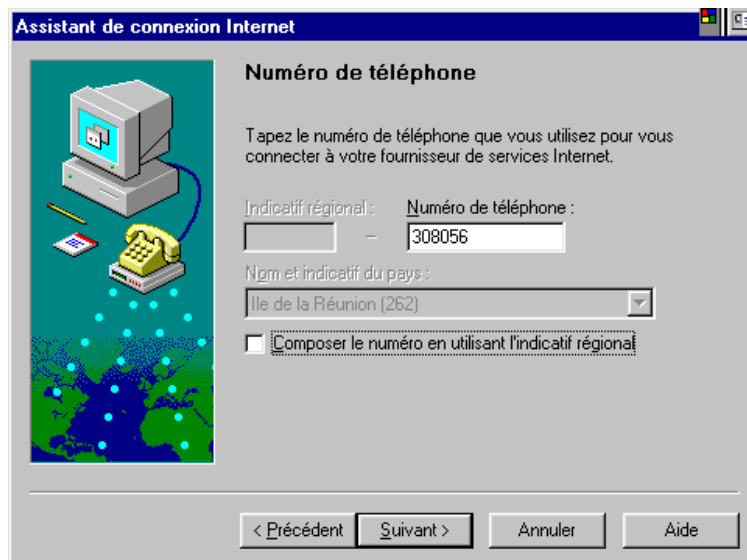 Assistant de connexion Internet
Numéro de téléphone
Tapez le numéro de téléphone que vous utilisez pour vous
connecter à votre fournisseur de services Internet.
Indicatif régional :
Numéro de téléphone :
–
308056
Nom et indicatif du pays :
Ile de la Réunion (262)
Composer le numéro en utilisant l'indicatif régional
< Précédent
Suivant >
Annuler
Aide